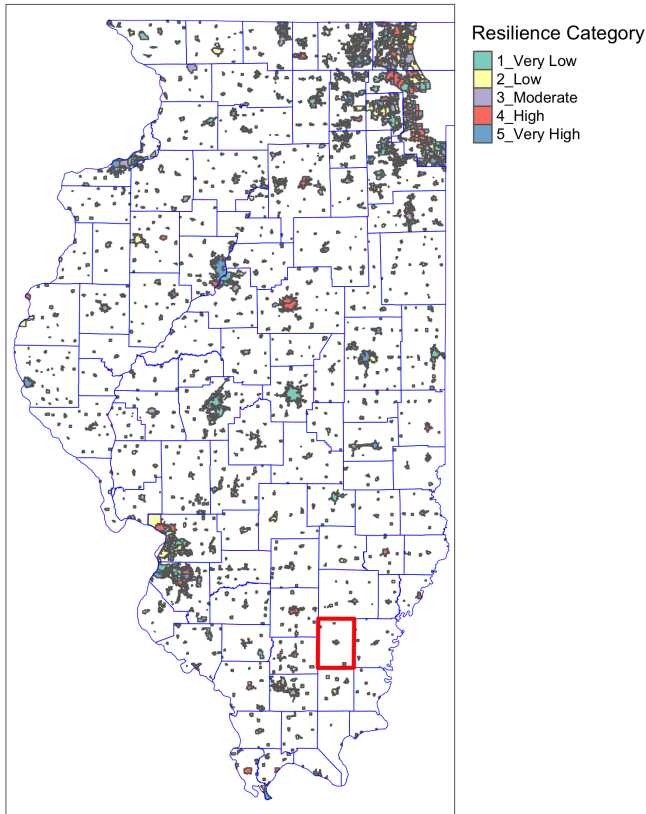 Resilience Category
1_Very Low
2_Low
3_Moderate
4_High
5_Very High